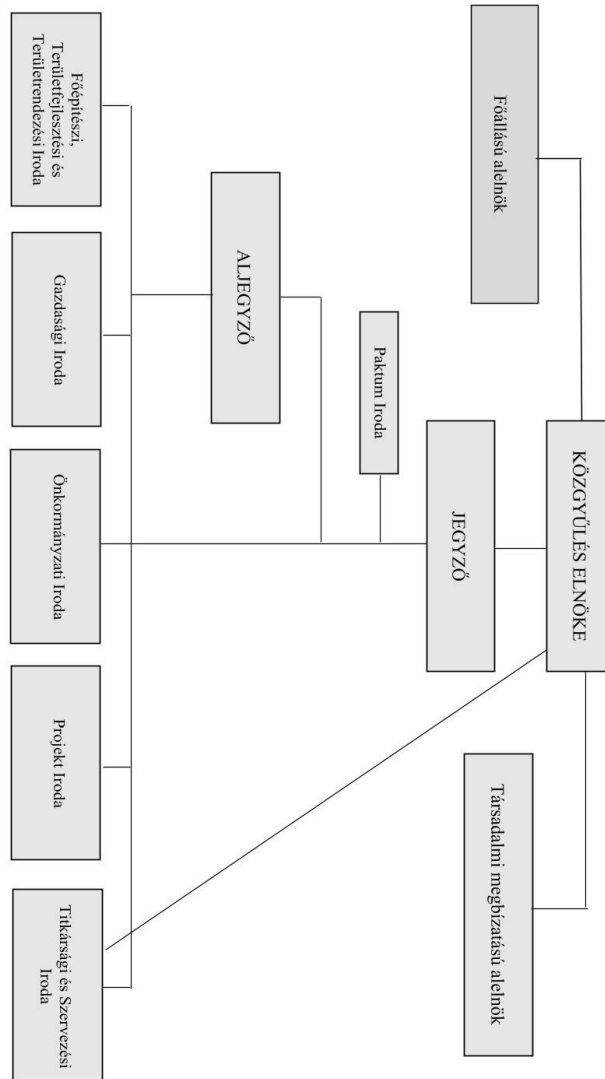 KÖZGYŰLÉS ELNÖKE
Főállású alelnök
Társadalmi megbízatású alelnök
JEGYZŐ
Paktum Iroda
ALJEGYZŐ
Főépítészi,
Területfejlesztési és
Területrendezési Iroda
Gazdasági Iroda
Önkormányzati Iroda
Projekt Iroda
Titkársági és Szervezési
Iroda